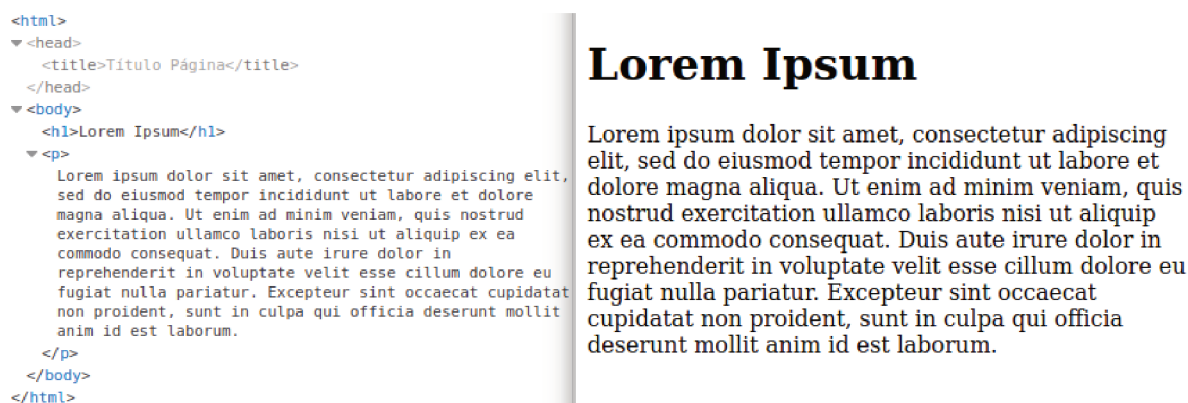 <html>
<head>
<title>Título Página</title>
</head>
<body>
<h1>Lorem Ipsum</h1>
<p>
Lorem ipsum dolor sit amet, consectetur adipiscing elit,
sed do eiusmod tempor incididunt ut labore et dolore
magna aliqua. Ut enim ad minim veniam, quis nostrud
exercitation ullamco laboris nisi ut aliquip ex ea
commodo consequat. Duis aute irure dolor in
reprehenderit in voluptate velit esse cillum dolore eu
fugiat nulla pariatur. Excepteur sint occaecat cupidatat
non proident, sunt in culpa qui officia deserunt mollit
anim id est laborum.
</p>
</body>
</html>
Lorem Ipsum
Lorem ipsum dolor sit amet, consectetur adipiscing
elit, sed do eiusmod tempor incididunt ut labore et
dolore magna aliqua. Ut enim ad minim veniam, quis
nostrud exercitation ullamco laboris nisi ut aliquip
ex ea commodo consequat. Duis aute irure dolor in
reprehenderit in voluptate velit esse cillum dolore eu
fugiat nulla pariatur. Excepteur sint occaecat
cupidatat non proident, sunt in culpa qui officia
deserunt mollit anim id est laborum.